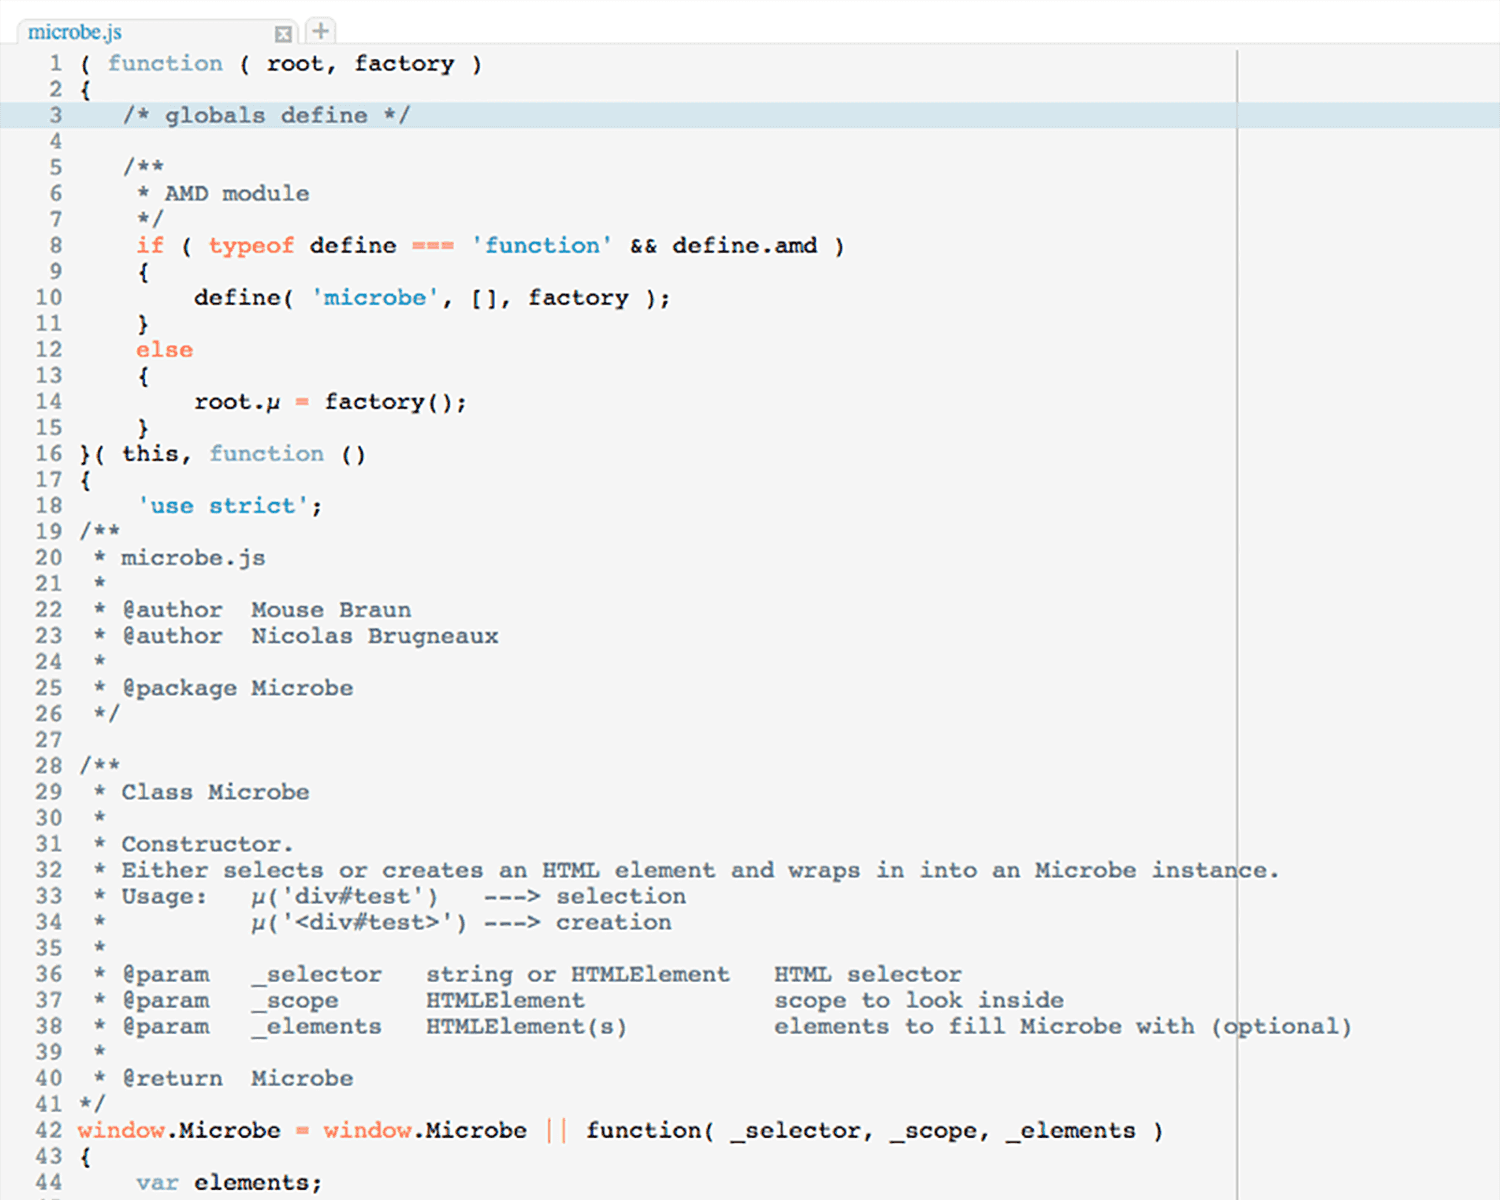 microbe.js
1 ( function ( root, factory )
2 {
3    /* globals define */
4
5    /**
6     * AMD module
7     */
8     if ( typeof define === 'function' && define.amd )
9     {
10         define( 'microbe', [], factory );
11     }
12     else
13     {
14         root.µ = factory();
15     }
16 }( this, function ()
17 {
18     'use strict';
19 /**
20  * microbe.js
21  *
22  * @author  Mouse Braun
23  * @author  Nicolas Brugneaux
24  *
25  * @package Microbe
26  */
27
28 /**
29  * Class Microbe
30  *
31  * Constructor.
32  * Either selects or creates an HTML element and wraps in into an Microbe instance.
33  * Usage:   µ('div#test')   ---> selection
34  *          µ('<div#test>') ---> creation
35  *
36  * @param   _selector   string or HTMLElement   HTML selector
37  * @param   _scope      HTMLElement             scope to look inside
38  * @param   _elements   HTMLElement(s)          elements to fill Microbe with (optional)
39  *
40  * @return  Microbe
41 */
42 window.Microbe = window.Microbe || function( _selector, _scope, _elements )
43 {
44     var elements;